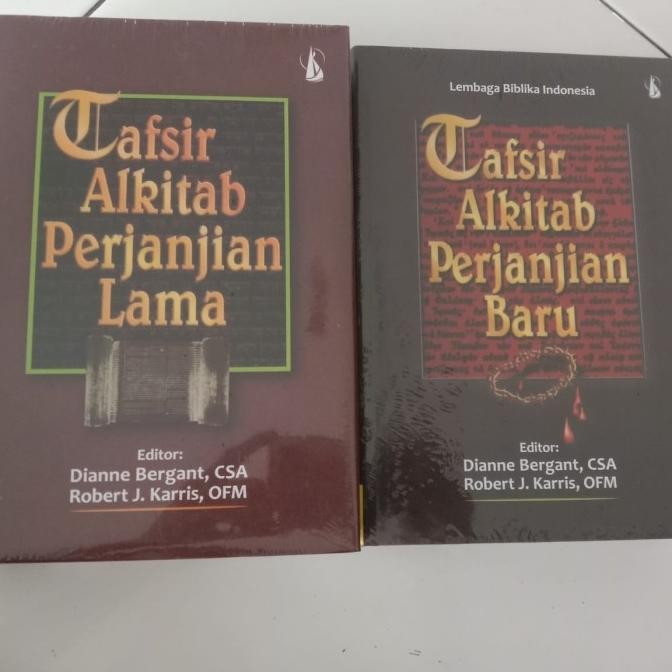 Tafsir
Alkitab
Perjanjian
Lama
Editor:
Dianne Bergant, CSA
Robert J. Karris, OFM
Lembaga Biblika Indonesia
Tafsir
Alkitab
Perjanjian
Baru
Editor:
Dianne Bergant, CSA
Robert J. Karris, OFM